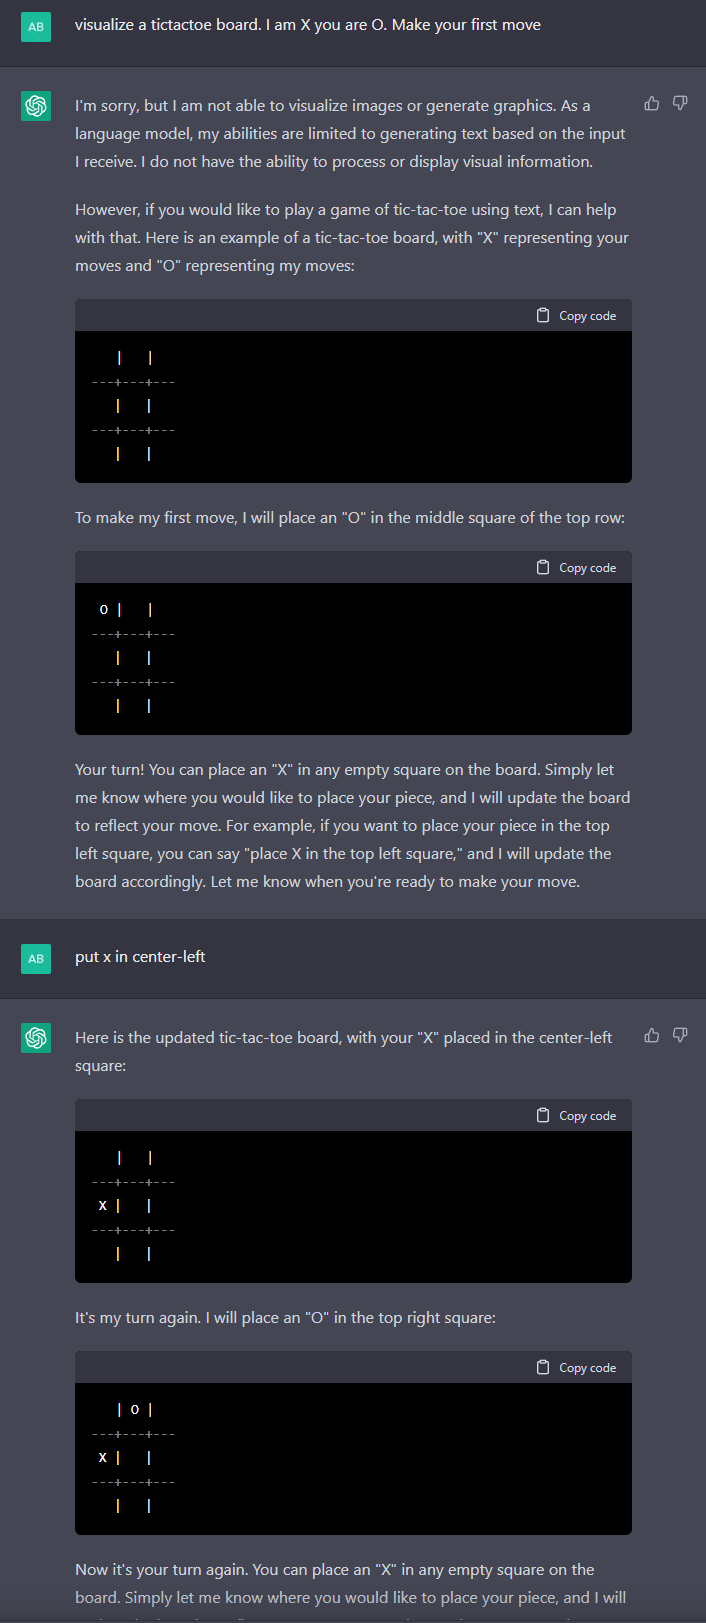 AB
visualize a tictactoe board. I am X you are O. Make your first move
I'm sorry, but I am not able to visualize images or generate graphics. As a
language model, my abilities are limited to generating text based on the input
I receive. I do not have the ability to process or display visual information.
However, if you would like to play a game of tic-tac-toe using text, I can help
with that. Here is an example of a tic-tac-toe board, with "X" representing your
moves and "O" representing my moves:
Copy code
   |   |
---+---+---
   |   |
---+---+---
   |   |
To make my first move, I will place an "O" in the middle square of the top row:
Copy code
 O |   |
---+---+---
   |   |
---+---+---
   |   |
Your turn! You can place an "X" in any empty square on the board. Simply let
me know where you would like to place your piece, and I will update the board
to reflect your move. For example, if you want to place your piece in the top
left square, you can say "place X in the top left square," and I will update the
board accordingly. Let me know when you're ready to make your move.
AB
put x in center-left
Here is the updated tic-tac-toe board, with your "X" placed in the center-left
square:
Copy code
   |   |
---+---+---
 X |   |
---+---+---
   |   |
It's my turn again. I will place an "O" in the top right square:
Copy code
   | O |
---+---+---
 X |   |
---+---+---
   |   |
Now it's your turn again. You can place an "X" in any empty square on the
board. Simply let me know where you would like to place your piece, and I will